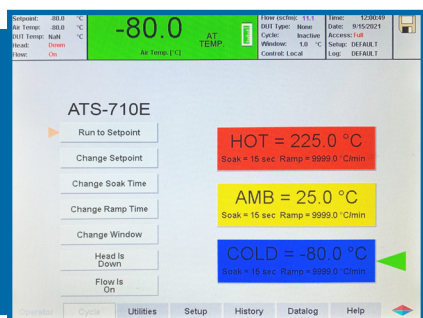 Setpoint: -80.0 °C
Air Temp: -80.0 °C
DUT Temp: NaN °C
Head: Down
Flow: On
-80.0
AT
TEMP.
Air Temp. [°C]
Flow (scfm): 11.1
DUT Type: None
Cycle: Inactive
Window: 1.0 °C
Control: Local
Time: 12:00:49
Date: 9/15/2021
Access: Full
Setup: DEFAULT
Log: DEFAULT
ATS-710E
Run to Setpoint
Change Setpoint
Change Soak Time
Change Ramp Time
Change Window
Head Is
Down
Flow Is
On
HOT = 225.0 °C
Soak = 15 sec Ramp = 9999.0 °C/min
AMB = 25.0 °C
Soak = 15 sec Ramp = 9999.0 °C/min
COLD = -80.0 °C
Soak = 15 sec Ramp = 9999.0 °C/min
Operator Cycle Utilities Setup History Datalog Help